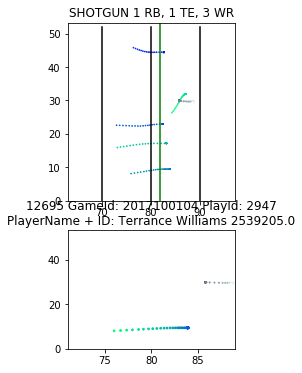 SHOTGUN 1 RB, 1 TE, 3 WR
50
40
30
20
10
0
70 80 90
12695 GameId: 2017100104 PlayId: 2947
PlayerName + ID: Terrance Williams 2539205.0
40
20
0
75 80 85